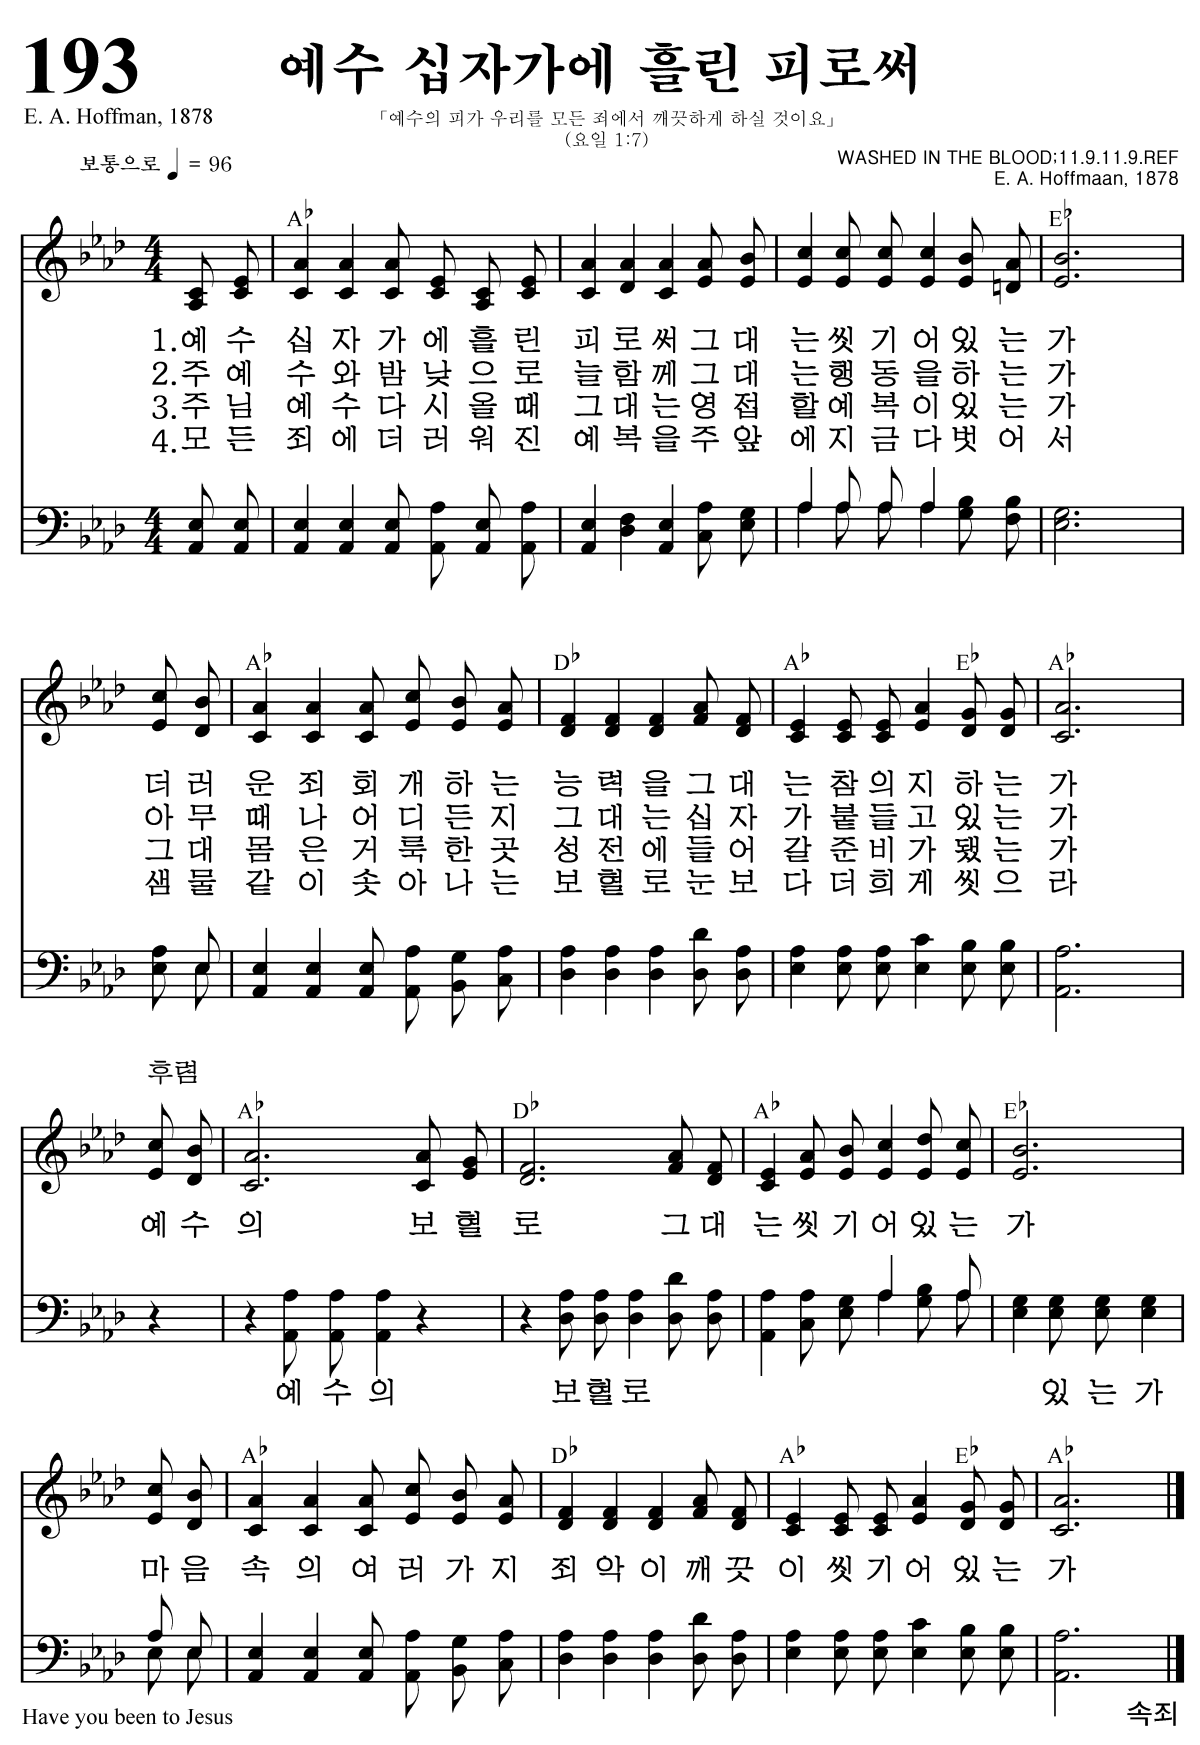 193
예수 십자가에 흘린 피로써
E. A. Hoffman, 1878
「예수의 피가 우리를 모든 죄에서 깨끗하게 하실 것이요」
(요일 1:7)
보통으로 ♩ = 96
WASHED IN THE BLOOD;11.9.11.9.REF
E. A. Hoffmaan, 1878
A♭ E♭
1.예 수 십 자 가 에 흘 린 피 로 써 그 대 는 씻 기 어 있 는 가
2.주 예 수 와 밤 낮 으 로 늘 함 께 그 대 는 행 동 을 하 는 가
3.주 님 예 수 다 시 올 때 그 대 는 영 접 할 예 복 이 있 는 가
4.모 든 죄 에 더 러 워 진 예 복 을 주 앞 에 지 금 다 벗 어 서
A♭ D♭ A♭ E♭ A♭
더 러 운 죄 회 개 하 는 능 력 을 그 대 는 참 의 지 하 는 가
아 무 때 나 어 디 든 지 그 대 는 십 자 가 붙 들 고 있 는 가
그 대 몸 은 거 룩 한 곳 성 전 에 들 어 갈 준 비 가 됐 는 가
샘 물 같 이 솟 아 나 는 보 혈 로 눈 보 다 더 희 게 씻 으 라
후렴
A♭ D♭ A♭ E♭
예 수 의 보 혈 로 그 대 는 씻 기 어 있 는 가
예 수 의 보 혈 로 있 는 가
A♭ D♭ A♭ E♭ A♭
마 음 속 의 여 러 가 지 죄 악 이 깨 끗 이 씻 기 어 있 는 가
Have you been to Jesus
속죄